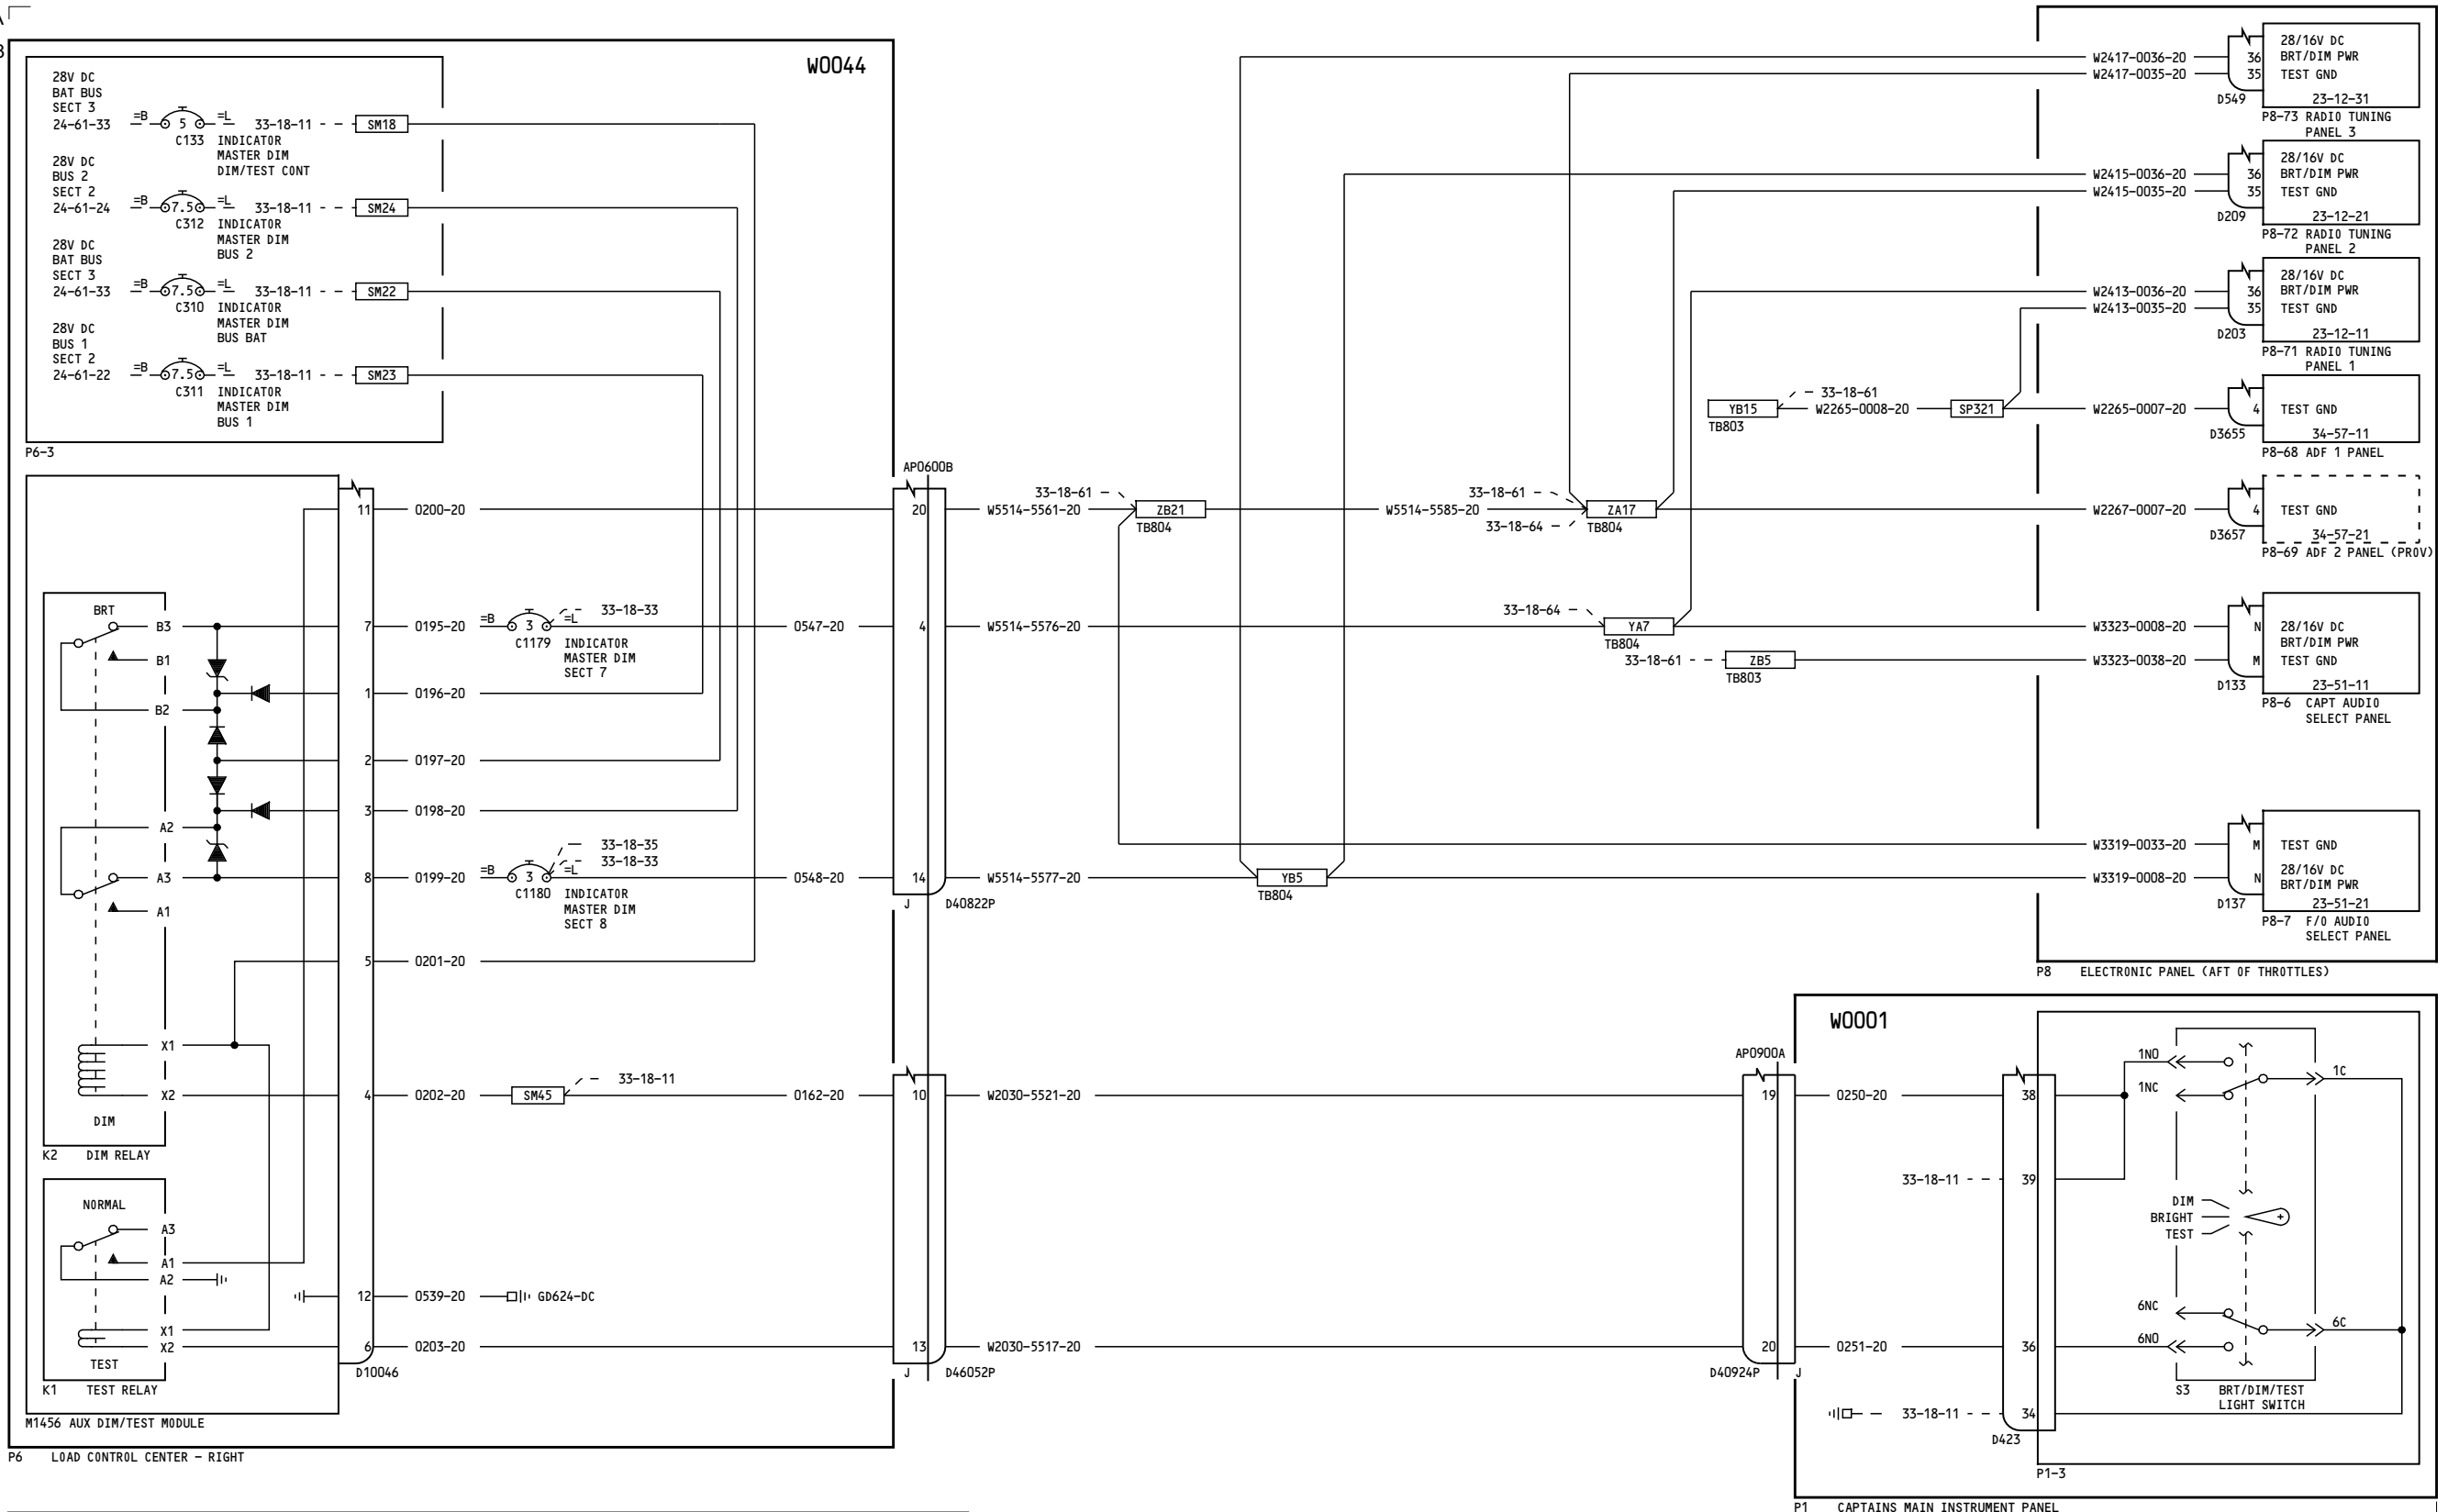 W0044
28V DC
BAT BUS
SECT 3
24-61-33
=B
5
=L
33-18-11
SM18
C133
INDICATOR
MASTER DIM
DIM/TEST CONT
28V DC
BUS 2
SECT 2
24-61-24
=B
7.5
=L
33-18-11
SM24
C312
INDICATOR
MASTER DIM
BUS 2
28V DC
BAT BUS
SECT 3
24-61-33
=B
7.5
=L
33-18-11
SM22
C310
INDICATOR
MASTER DIM
BUS BAT
28V DC
BUS 1
SECT 2
24-61-22
=B
7.5
=L
33-18-11
SM23
C311
INDICATOR
MASTER DIM
BUS 1
P6-3
BRT
B3
B1
B2
A2
A3
A1
X1
X2
DIM
K2 DIM RELAY
NORMAL
A3
A1
A2
X1
X2
TEST
K1 TEST RELAY
M1456 AUX DIM/TEST MODULE
P6 LOAD CONTROL CENTER - RIGHT
11 0200-20
7 0195-20 =B 3 =L 33-18-33
C1179 INDICATOR
MASTER DIM
SECT 7
0547-20
1 0196-20
2 0197-20
3 0198-20
8 0199-20 =B 3 =L
33-18-35
33-18-33
C1180 INDICATOR
MASTER DIM
SECT 8
0548-20
5 0201-20
4 0202-20 SM45 33-18-11 0162-20
12 0539-20 GD624-DC
6 0203-20
D10046
AP0600B
20 W5514-5561-20
4 W5514-5576-20
14 W5514-5577-20
J D40822P
10 W2030-5521-20
13 W2030-5517-20
J D46052P
33-18-61
ZB21
TB804
W5514-5585-20
33-18-61
33-18-64
ZA17
TB804
33-18-64
YA7
TB804
33-18-61
ZB5
TB803
YB5
TB804
YB15
TB803
33-18-61
W2265-0008-20
SP321
W2417-0036-20 36
W2417-0035-20 35
D549
28/16V DC
BRT/DIM PWR
TEST GND
23-12-31
P8-73 RADIO TUNING
PANEL 3
W2415-0036-20 36
W2415-0035-20 35
D209
28/16V DC
BRT/DIM PWR
TEST GND
23-12-21
P8-72 RADIO TUNING
PANEL 2
W2413-0036-20 36
W2413-0035-20 35
D203
28/16V DC
BRT/DIM PWR
TEST GND
23-12-11
P8-71 RADIO TUNING
PANEL 1
W2265-0007-20 4
D3655
TEST GND
34-57-11
P8-68 ADF 1 PANEL
W2267-0007-20 4
D3657
TEST GND
34-57-21
P8-69 ADF 2 PANEL (PROV)
W3323-0008-20 N
W3323-0038-20 M
D133
28/16V DC
BRT/DIM PWR
TEST GND
23-51-11
P8-6 CAPT AUDIO
SELECT PANEL
W3319-0033-20 M
W3319-0008-20 N
D137
TEST GND
28/16V DC
BRT/DIM PWR
23-51-21
P8-7 F/O AUDIO
SELECT PANEL
P8 ELECTRONIC PANEL (AFT OF THROTTLES)
W0001
AP0900A
19 0250-20 38
33-18-11 39
20 0251-20 36
D40924P J
33-18-11 34
D423
1NO
1NC
1C
DIM
BRIGHT
TEST
6NC
6NO
6C
S3 BRT/DIM/TEST
LIGHT SWITCH
P1-3
P1 CAPTAINS MAIN INSTRUMENT PANEL